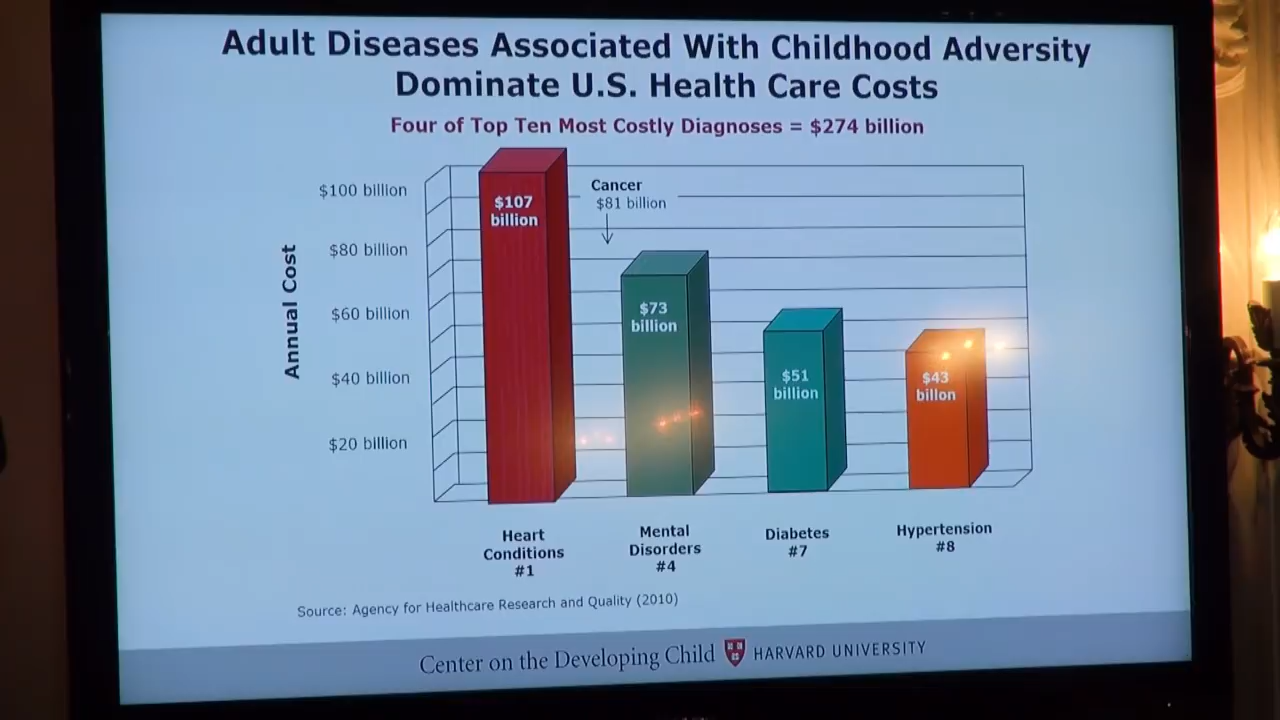 Adult Diseases Associated With Childhood Adversity
Dominate U.S. Health Care Costs
Four of Top Ten Most Costly Diagnoses = $274 billion
Annual Cost
$100 billion
$80 billion
$60 billion
$40 billion
$20 billion
$107
billion
Cancer
$81 billion
$73
billion
$51
billion
$43
billon
Heart
Conditions
#1
Mental
Disorders
#4
Diabetes
#7
Hypertension
#8
Source: Agency for Healthcare Research and Quality (2010)
Center on the Developing Child HARVARD UNIVERSITY